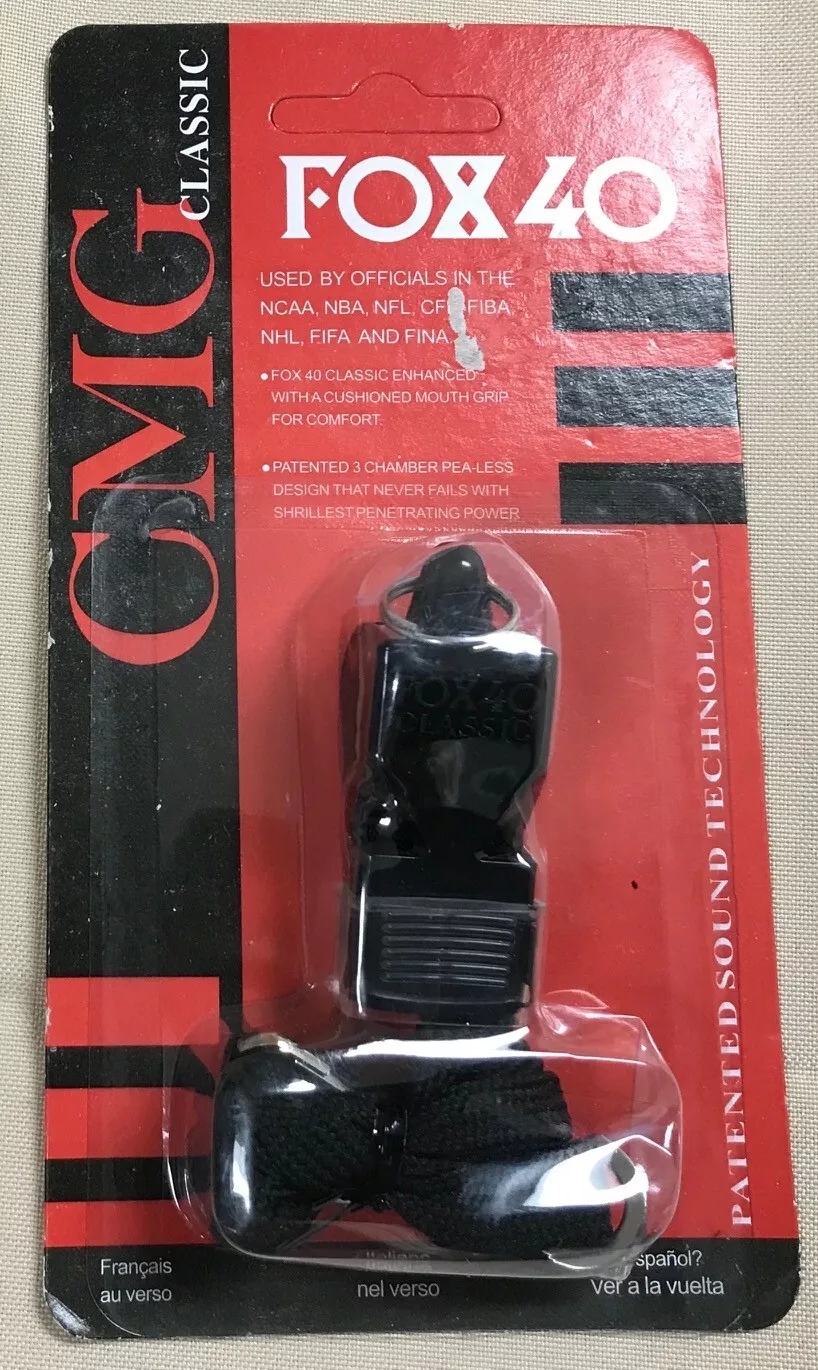 CMG
CLASSIC
FOX 40
USED BY OFFICIALS IN THE
NCAA, NBA, NFL, FIBA
NHL, FIFA AND FINA.
• FOX 40 CLASSIC ENHANCED
WITH A CUSHIONED MOUTH GRIP
FOR COMFORT.
• PATENTED 3 CHAMBER PEA-LESS
DESIGN THAT NEVER FAILS WITH
SHRILLEST PENETRATING POWER
FOX 40
CLASSIC
PATENTED SOUND TECHNOLOGY
Français
au verso
Italiano
nel verso
Español?
ver a la vuelta